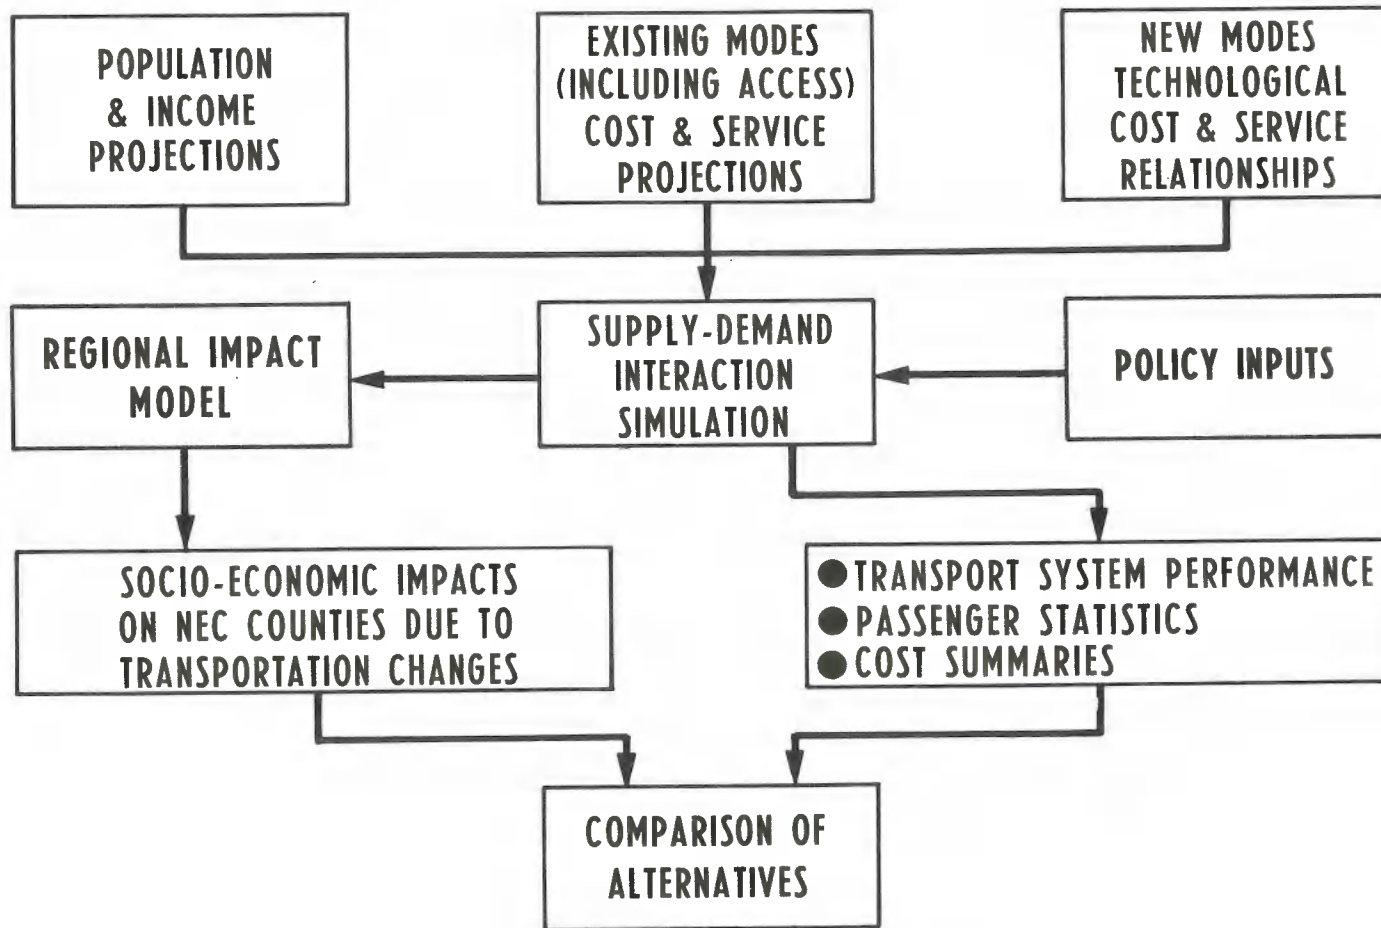 POPULATION
& INCOME
PROJECTIONS
EXISTING MODES
(INCLUDING ACCESS)
COST & SERVICE
PROJECTIONS
NEW MODES
TECHNOLOGICAL
COST & SERVICE
RELATIONSHIPS
REGIONAL IMPACT
MODEL
SUPPLY-DEMAND
INTERACTION
SIMULATION
POLICY INPUTS
SOCIO-ECONOMIC IMPACTS
ON NEC COUNTIES DUE TO
TRANSPORTATION CHANGES
● TRANSPORT SYSTEM PERFORMANCE
● PASSENGER STATISTICS
● COST SUMMARIES
COMPARISON OF
ALTERNATIVES